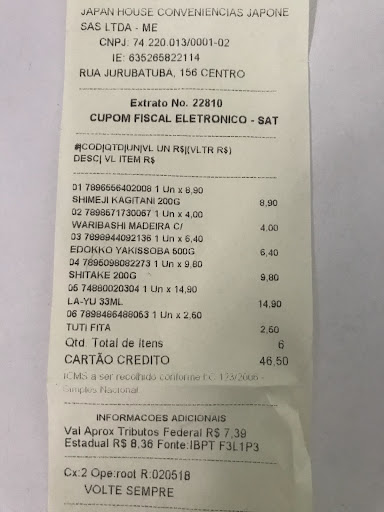 JAPAN HOUSE CONVENIENCIAS JAPONE
SAS LTDA - ME
CNPJ: 74.220.013/0001-02
IE: 635265822114
RUA JURUBATUBA, 156 CENTRO
Extrato No. 22810
CUPOM FISCAL ELETRONICO - SAT
#|COD|QTD|UN|VL UN R$|(VLTR R$)
DESC| VL ITEM R$
01 7896556402008 1 Un x 8,90
SHIMEJI KAGITANI 200G 8,90
02 7898671730067 1 Un x 4,00
WARIBASHI MADEIRA C/ 4,00
03 7898944092136 1 Un x 6,40
EDOKKO YAKISSOBA 500G 6,40
04 7895098082273 1 Un x 9,80
SHITAKE 200G 9,80
05 74880020304 1 Un x 14,90
LA-YU 33ML 14,90
06 7898486488053 1 Un x 2,60
TUTI FITA 2,60
Qtd. Total de Itens 6
CARTÃO CREDITO 46,50
ICMS a ser recolhido conforme LC 123/2006 -
Simples Nacional
INFORMACOES ADICIONAIS
Val Aprox Tributos Federal R$ 7,39
Estadual R$ 8,36 Fonte:IBPT F3L1P3
Cx:2 Ope:root R:020518
VOLTE SEMPRE